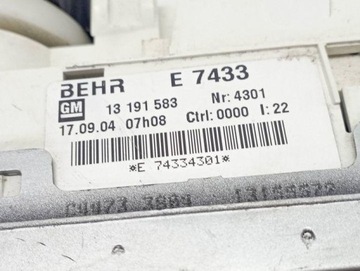 BEHR E 7433
GM 13 191 583 Nr: 4301
17.09.04 07h08 Ctrl: 0000 I: 22
*E 74334301*